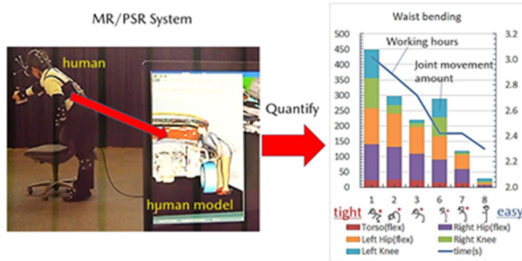 MR/PSR System
human
human model
Quantify
Waist bending
500
450
400
350
300
250
200
150
100
50
0
3.2
3.0
2.8
2.6
2.4
2.2
2.0
Working hours
Joint movement
amount
1 2 3 6 7 8
tight
easy
Torso(flex)
Right Hip(flex)
Left Hip(flex)
Right Knee
Left Knee
time(s)